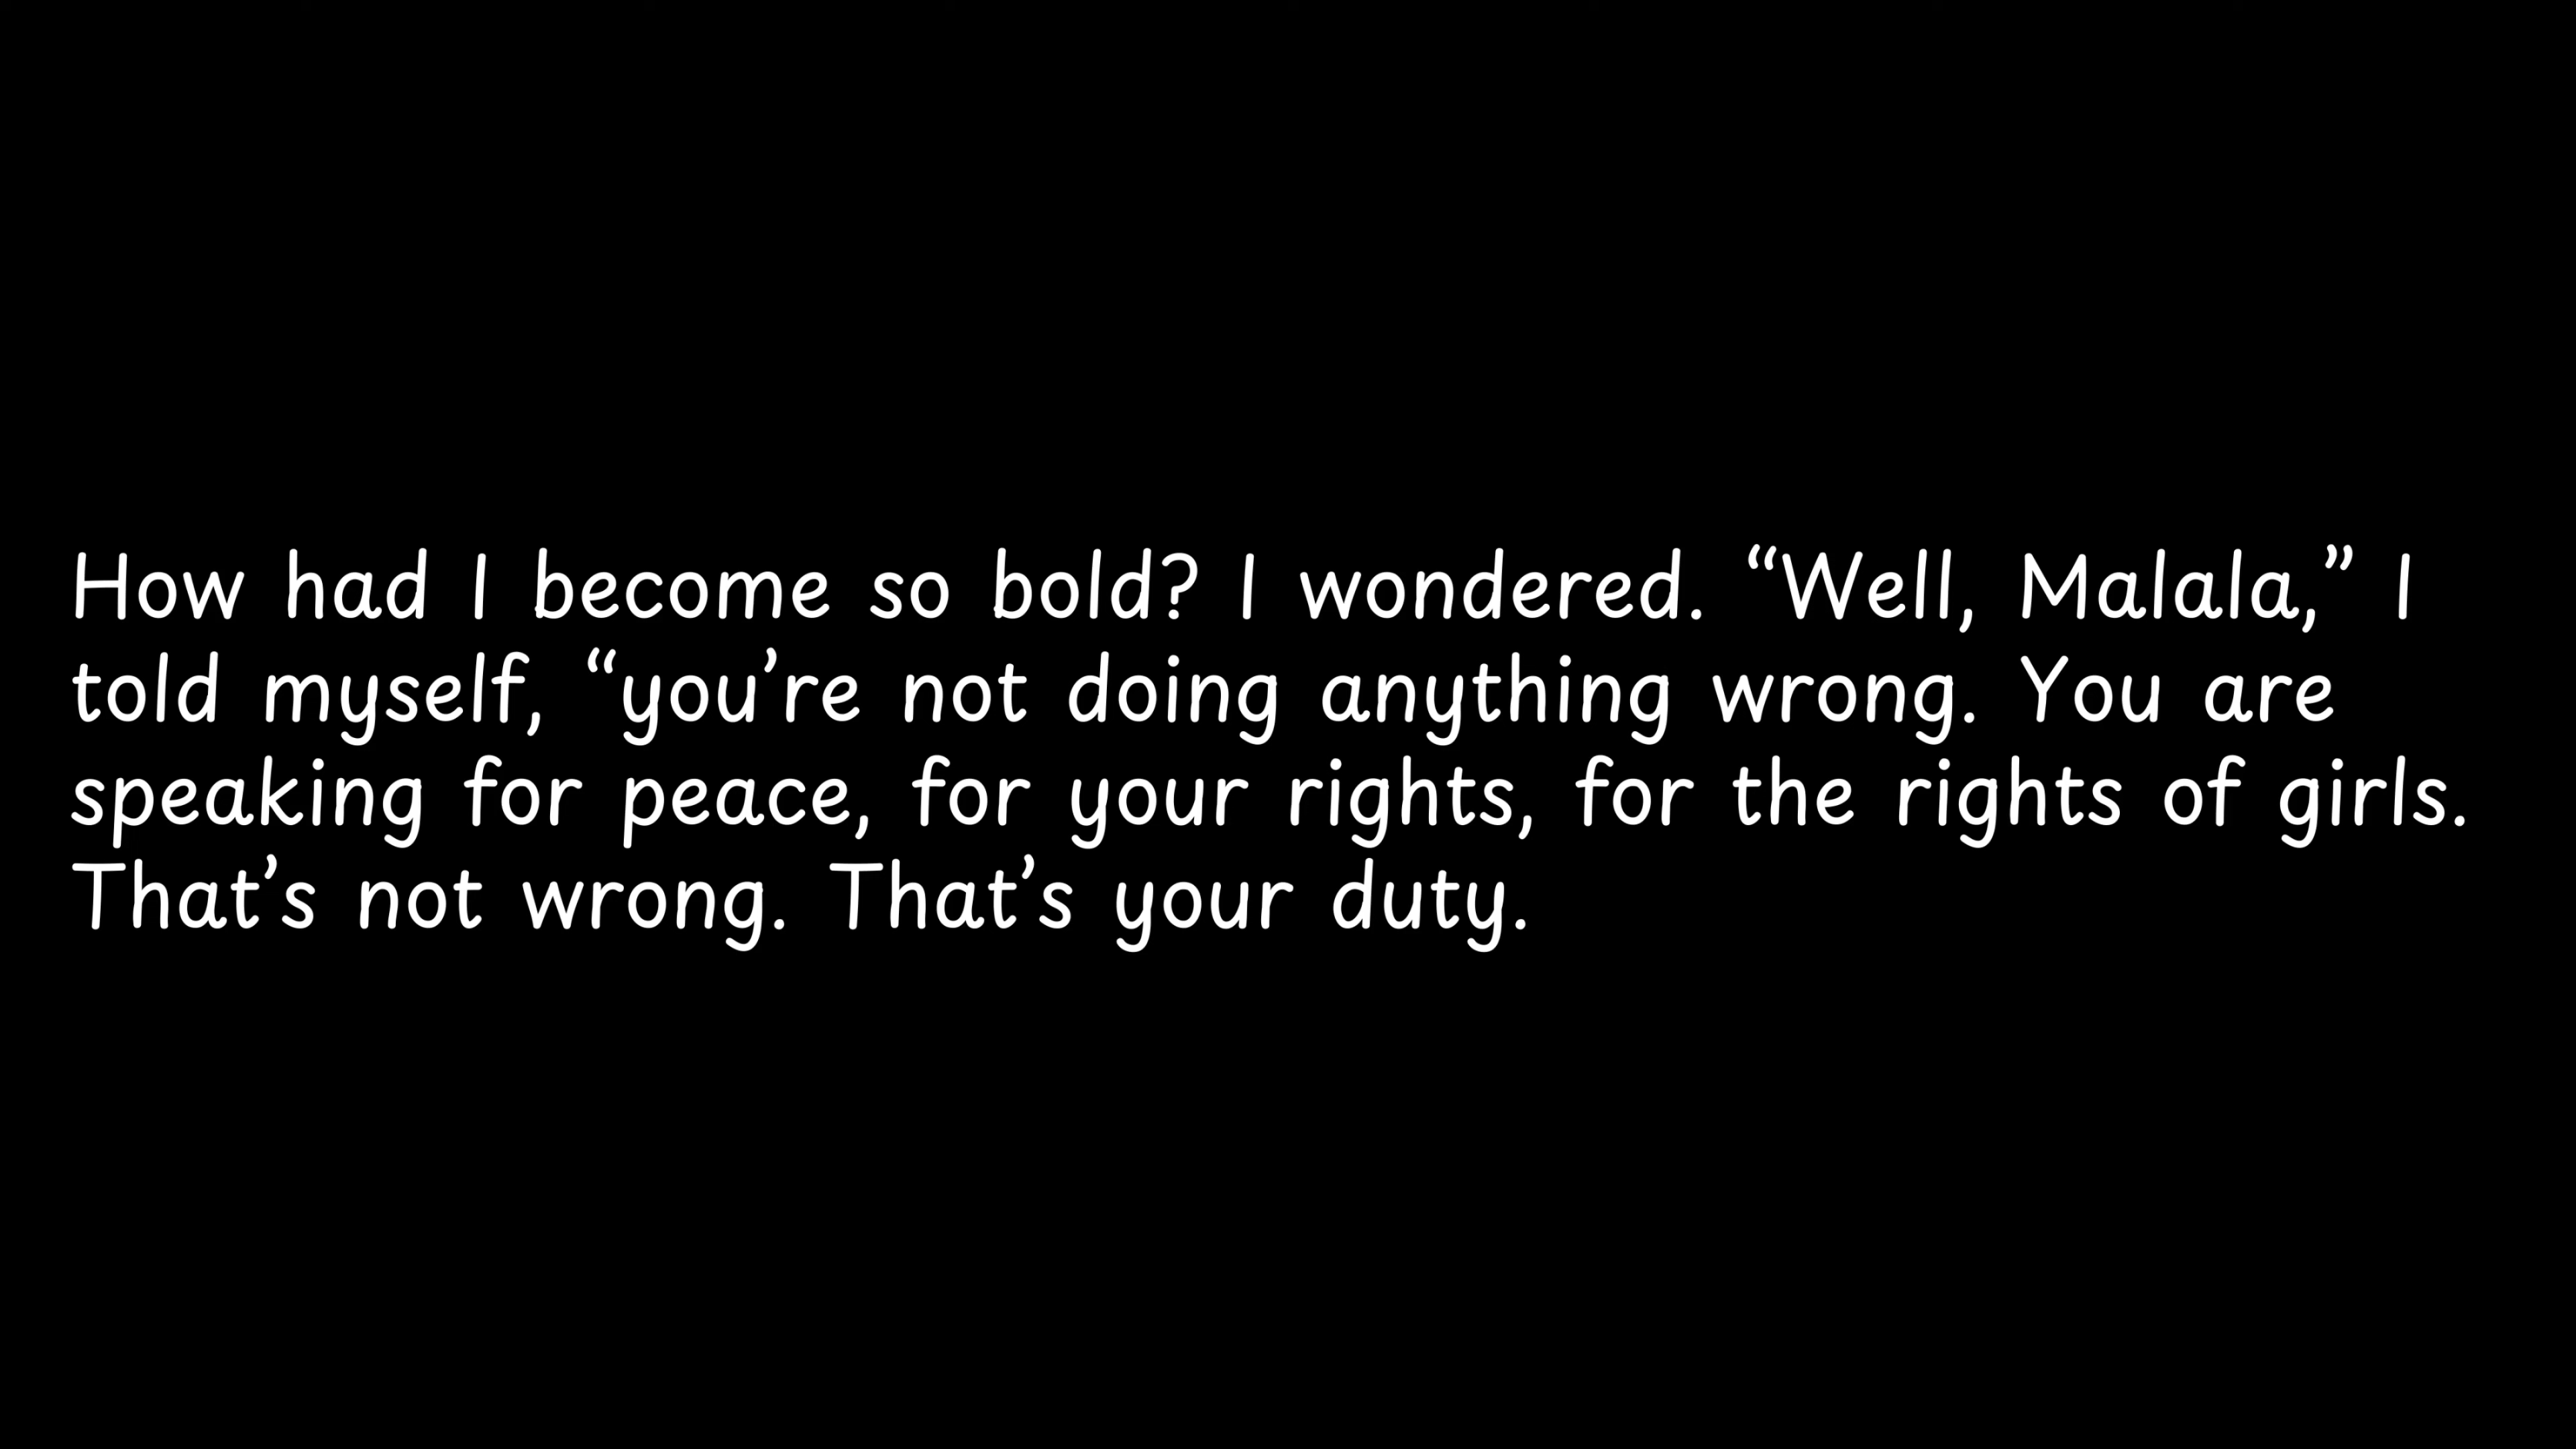 How had I become so bold? I wondered. “Well, Malala,” I
told myself, “you’re not doing anything wrong. You are
speaking for peace, for your rights, for the rights of girls.
That’s not wrong. That’s your duty.